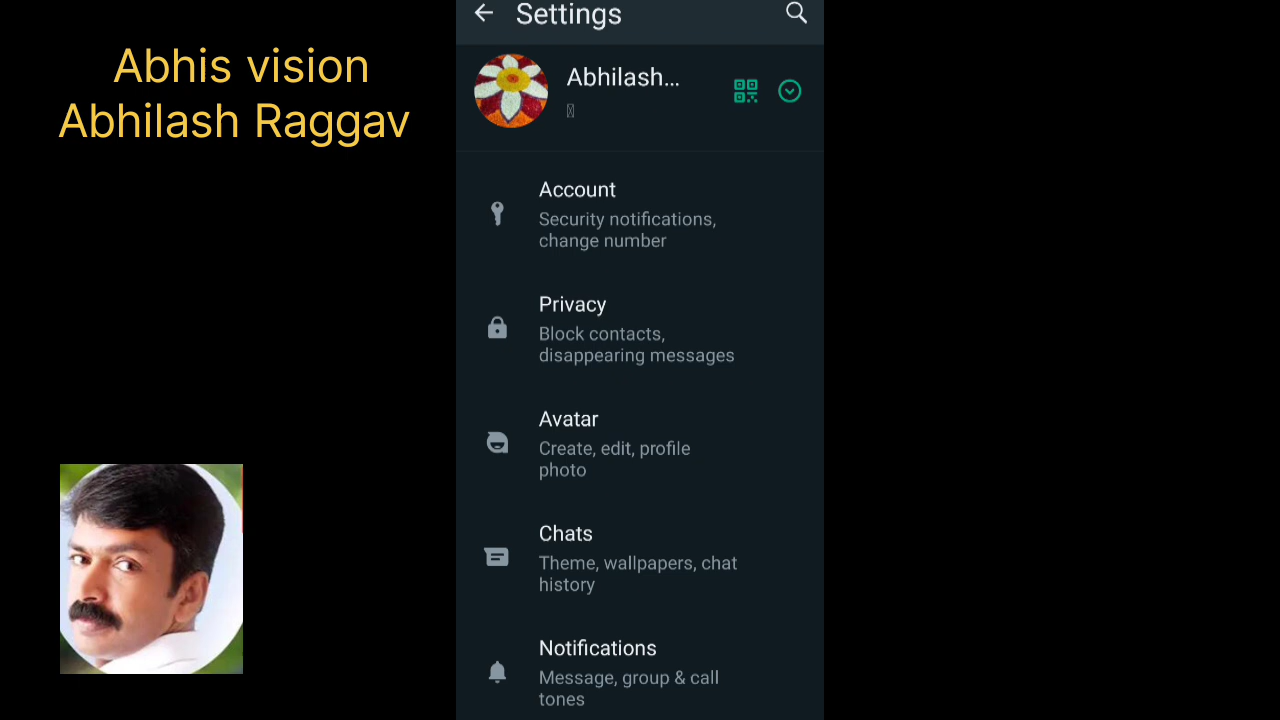 Abhis vision
Abhilash Raggav
Settings
Abhilash...
Account
Security notifications,
change number
Privacy
Block contacts,
disappearing messages
Avatar
Create, edit, profile
photo
Chats
Theme, wallpapers, chat
history
Notifications
Message, group & call
tones